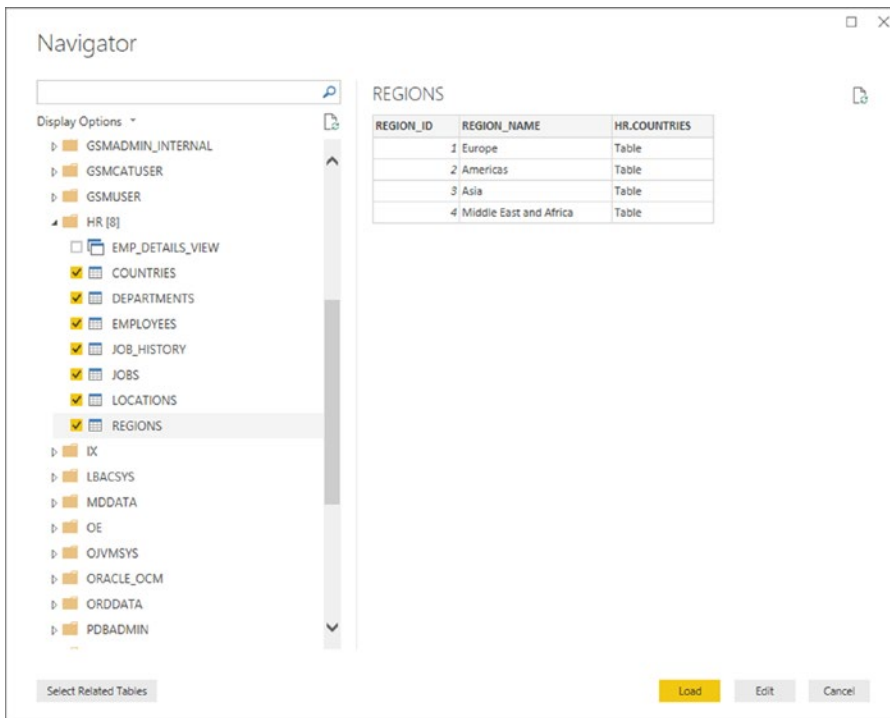 Navigator
Display Options
GSMADMIN_INTERNAL
GSMCATUSER
GSMUSER
HR [8]
EMP_DETAILS_VIEW
COUNTRIES
DEPARTMENTS
EMPLOYEES
JOB_HISTORY
JOBS
LOCATIONS
REGIONS
IX
LBACSYS
MDDATA
OE
OJVMSYS
ORACLE_OCM
ORDDATA
PDBADMIN
Select Related Tables
REGIONS
REGION_ID REGION_NAME HR.COUNTRIES
1 Europe Table
2 Americas Table
3 Asia Table
4 Middle East and Africa Table
Load Edit Cancel